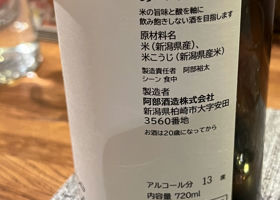 米の旨味と酸を軸に
飲み飽きしない酒を目指します
原材料名
米(新潟県産)、
米こうじ(新潟県産米)
製造責任者 阿部裕太
シーン 食中
製造者
阿部酒造株式会社
新潟県柏崎市大字安田
3560番地
お酒は20歳になってから
アルコール分 13 度
内容量 720ml